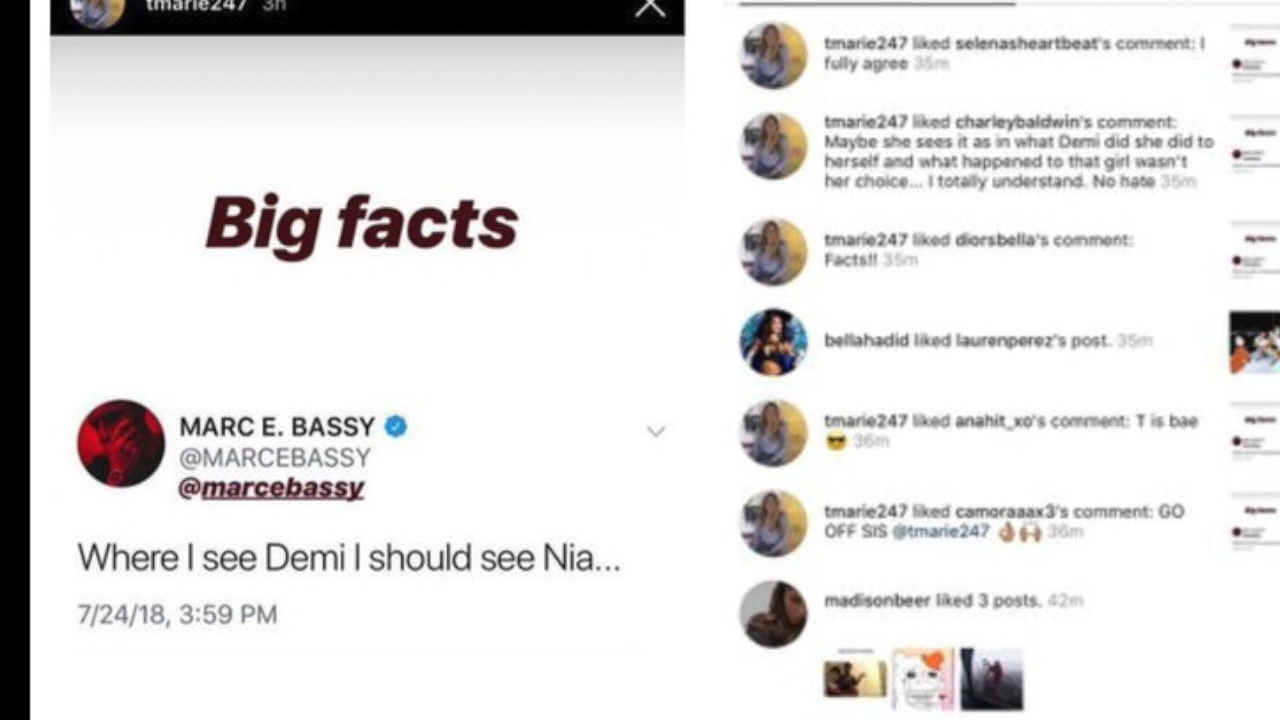 tmarie247 3h
Big facts
MARC E. BASSY
@MARCEBASSY
@marcebassy
Where I see Demi I should see Nia...
7/24/18, 3:59 PM
tmarie247 liked selenasheartbeat's comment: I
fully agree 35m
tmarie247 liked charleybaldwin's comment:
Maybe she sees it as in what Demi did she did to
herself and what happened to that girl wasn't
her choice... I totally understand. No hate 35m
tmarie247 liked diorsbella's comment:
Facts!! 35m
bellahadid liked laurenperez's post. 35m
tmarie247 liked anahit_xo's comment: T is bae
😎 36m
tmarie247 liked camoraaax3's comment: GO
OFF SIS @tmarie247 👌🏽🙌🏽 36m
madisonbeer liked 3 posts. 42m